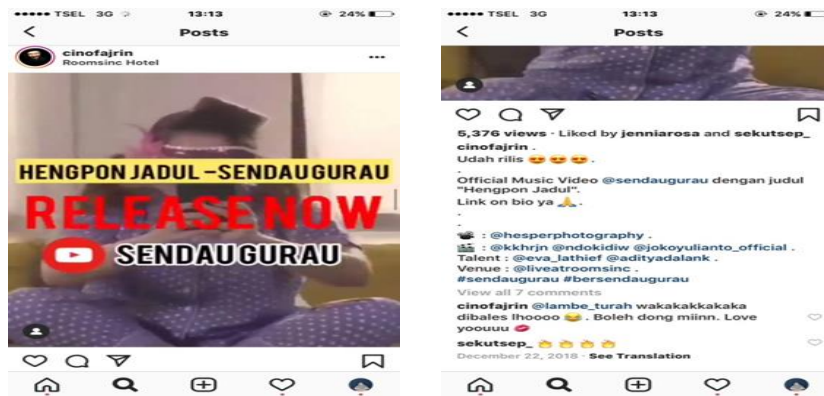 TSEL 3G 13:13 24%
Posts
cinofajrin
Roomsinc Hotel
HENGPON JADUL - SENDAUGURAU
RELEASE NOW
SENDAU GURAU
TSEL 3G 13:13 24%
Posts
5,376 views · Liked by jenniarosa and sekutsep_
cinofajrin .
Udah rilis 😍 😍 😍 .
.
Official Music Video @sendaugurau dengan judul
"Hengpon Jadul".
Link on bio ya 🙏 .
.
.
📽 : @hesperphotography .
🎬 : @kkhrjn @ndokidiw @jokoyulianto_official .
Talent : @eva_lathief @adityadalank .
Venue : @liveatroomsinc .
#sendaugurau #bersendaugurau
View all 7 comments
cinofajrin @lambe_turah wakakakkakaka
dibales lhoooo 😂 . Boleh dong miinn. Love
yoouuu 💋
sekutsep_ 🔥 🔥 🔥 🔥
December 22, 2018 · See Translation